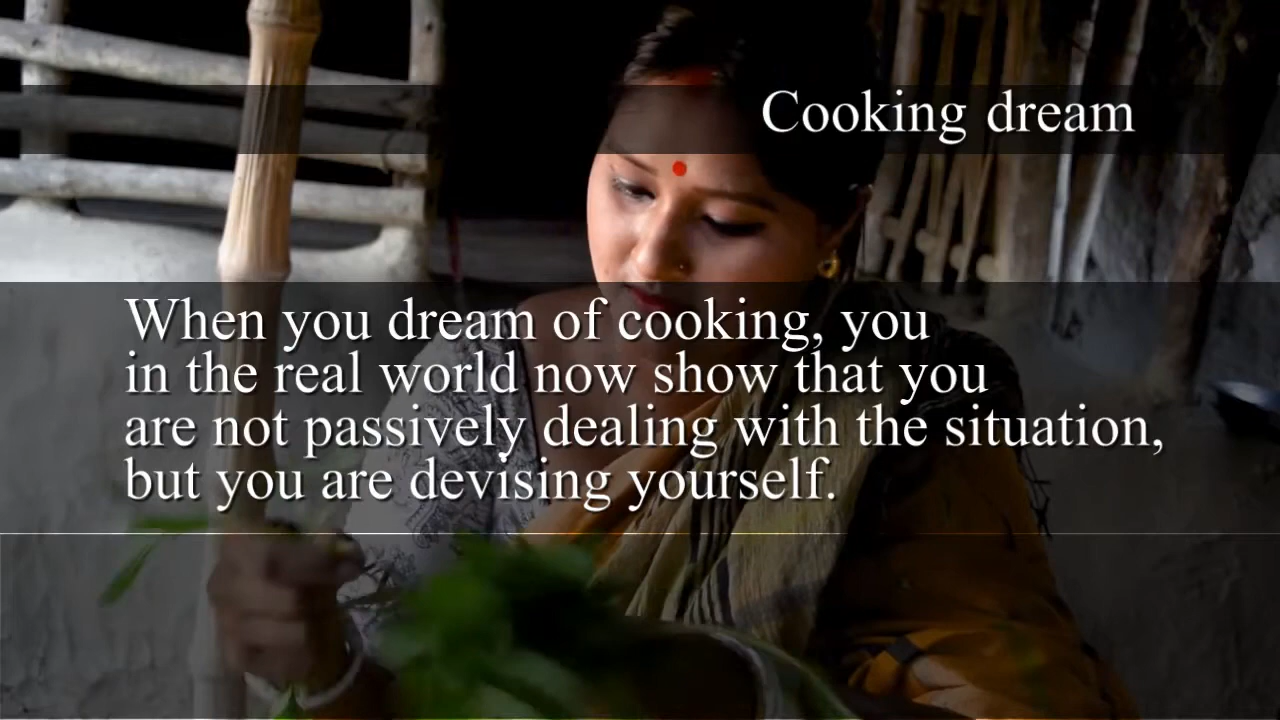 Cooking dream
When you dream of cooking, you
in the real world now show that you
are not passively dealing with the situation,
but you are devising yourself.